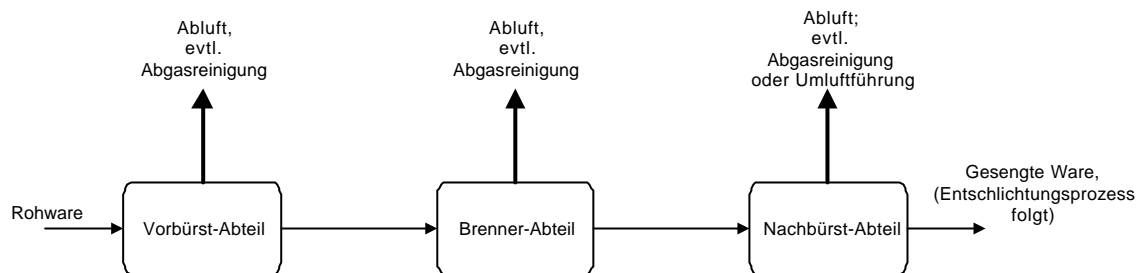 Abluft,
evtl.
Abgasreinigung
Abluft,
evtl.
Abgasreinigung
Abluft;
evtl.
Abgasreinigung
oder Umluftführung
Rohware
Vorbürst-Abteil
Brenner-Abteil
Nachbürst-Abteil
Gesengte Ware,
(Entschlichtungsprozess
folgt)